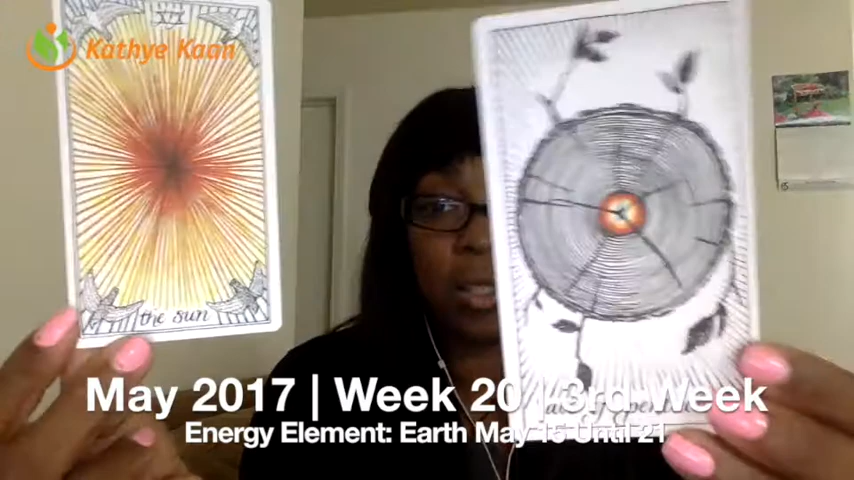 Kathye Kaan
XIX
the sun
May 2017 | Week 20 | 3rd Week
Energy Element: Earth May 15 Until 21